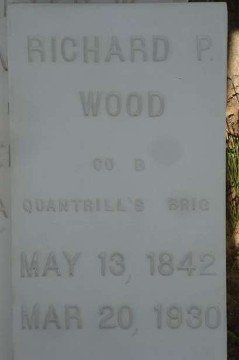 RICHARD P.
WOOD
CO B
QUANTRILL'S BRIG
MAY 13, 1842
MAR 20, 1930